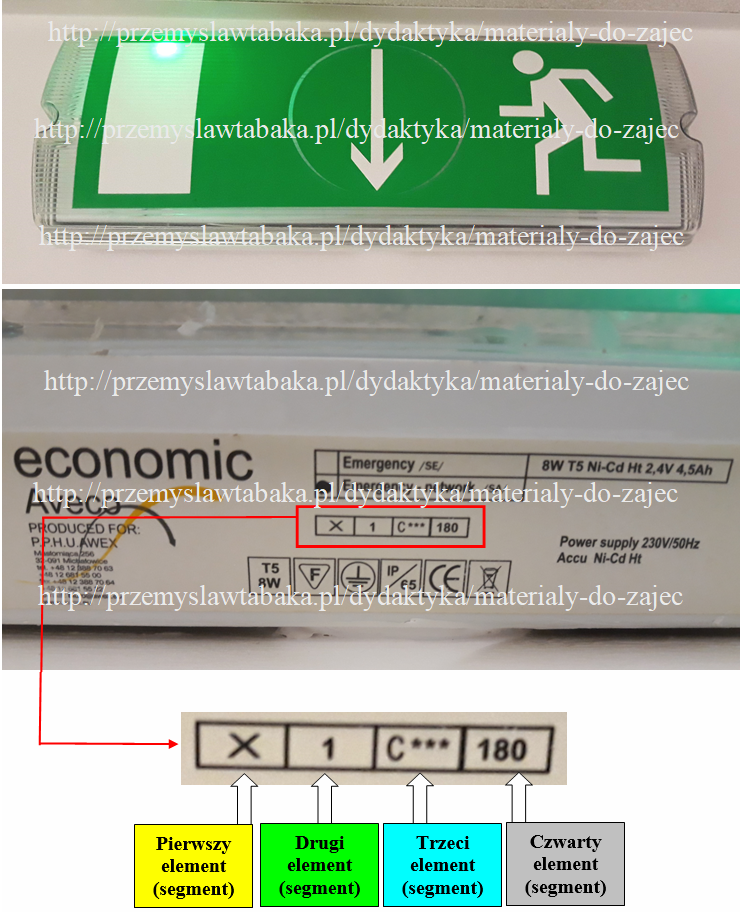 http://przemyslawtabaka.pl/dydaktyka/materialy-do-zajec
http://przemyslawtabaka.pl/dydaktyka/materialy-do-zajec
http://przemyslawtabaka.pl/dydaktyka/materialy-do-zajec
http://przemyslawtabaka.pl/dydaktyka/materialy-do-zajec
economic
Emergency /SE/
8W T5 Ni-Cd Ht 2,4V 4,5Ah
http://przemyslawtabaka.pl/dydaktyka/materialy-do-zajec
PRODUCED FOR:
P.P.H.U.AWEX
X 1 C*** 180
Power supply 230V/50Hz
Accu Ni-Cd Ht
T5 8W F IP/65 CE
http://przemyslawtabaka.pl/dydaktyka/materialy-do-zajec
X 1 C*** 180
Pierwszy element (segment)
Drugi element (segment)
Trzeci element (segment)
Czwarty element (segment)